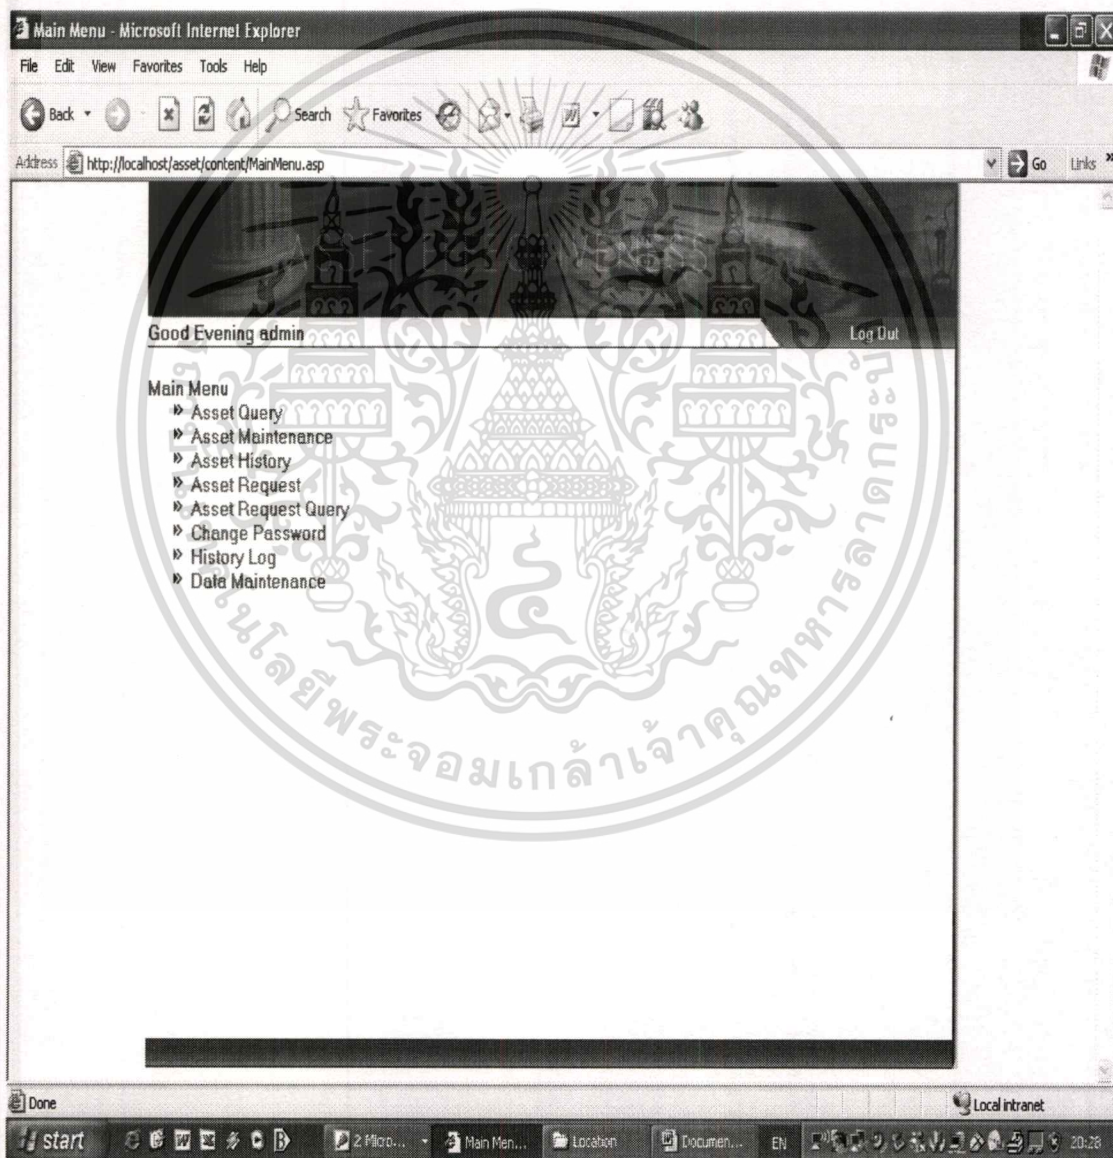 Main Menu - Microsoft Internet Explorer
File Edit View Favorites Tools Help
Back Search Favorites
Address http://localhost/asset/content/MainMenu.asp Go Links »
Good Evening admin Log Out
Main Menu
Asset Query
Asset Maintenance
Asset History
Asset Request
Asset Request Query
Change Password
History Log
Data Maintenance
พระจอมเกล้าเจ้าคุณทหารลาดกระบัง
Done Local intranet
start 2 Micro... Main Men... Location Documen... EN 20:28